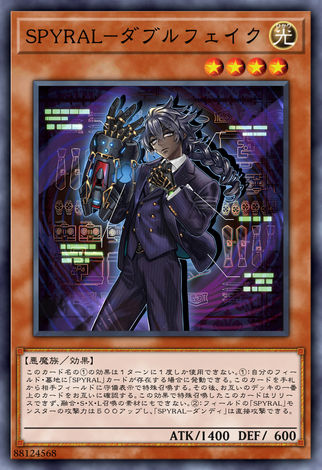 SPYRAL－ダブルフェイク
光
【悪魔族／効果】
このカード名の①の効果は１ターンに１度しか使用できない。①：自分のフィ
ールド・墓地に「SPYRAL」カードが存在する場合に発動できる。このカードを手札
から相手フィールドに守備表示で特殊召喚する。その後、お互いのデッキの一番
上のカードをお互いに確認する。この効果で特殊召喚したこのカードはリリー
スできず、融合・S・X・L召喚の素材にもできない。②：フィールドの「SPYRAL」モ
ンスターの攻撃力は５００アップし、「SPYRAL－ダンディ」は直接攻撃できる。
ATK/1400 DEF/ 600
88124568